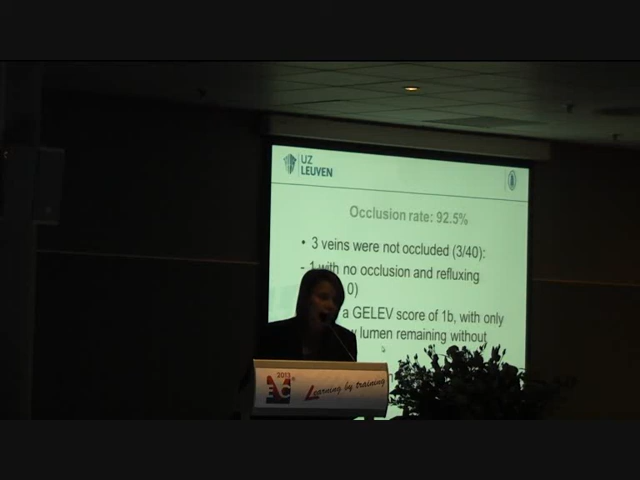 UZ
LEUVEN
Occlusion rate: 92.5%
• 3 veins were not occluded (3/40):
- 1 with no occlusion and refluxing
0)
a GELEV score of 1b, with only
lumen remaining without
2013
Learning by training